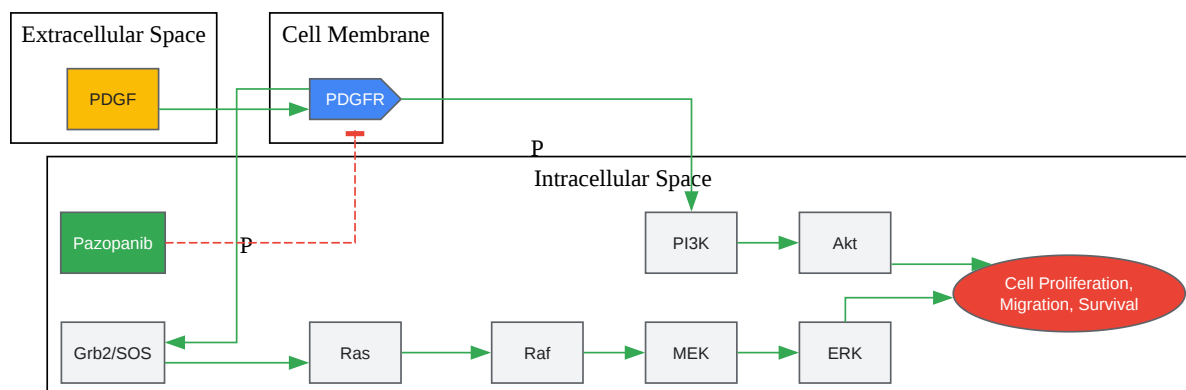 Extracellular Space
Cell Membrane
PDGF
PDGFR
P
Intracellular Space
Pazopanib
P
PI3K
Akt
Cell Proliferation,
Migration, Survival
Grb2/SOS
Ras
Raf
MEK
ERK